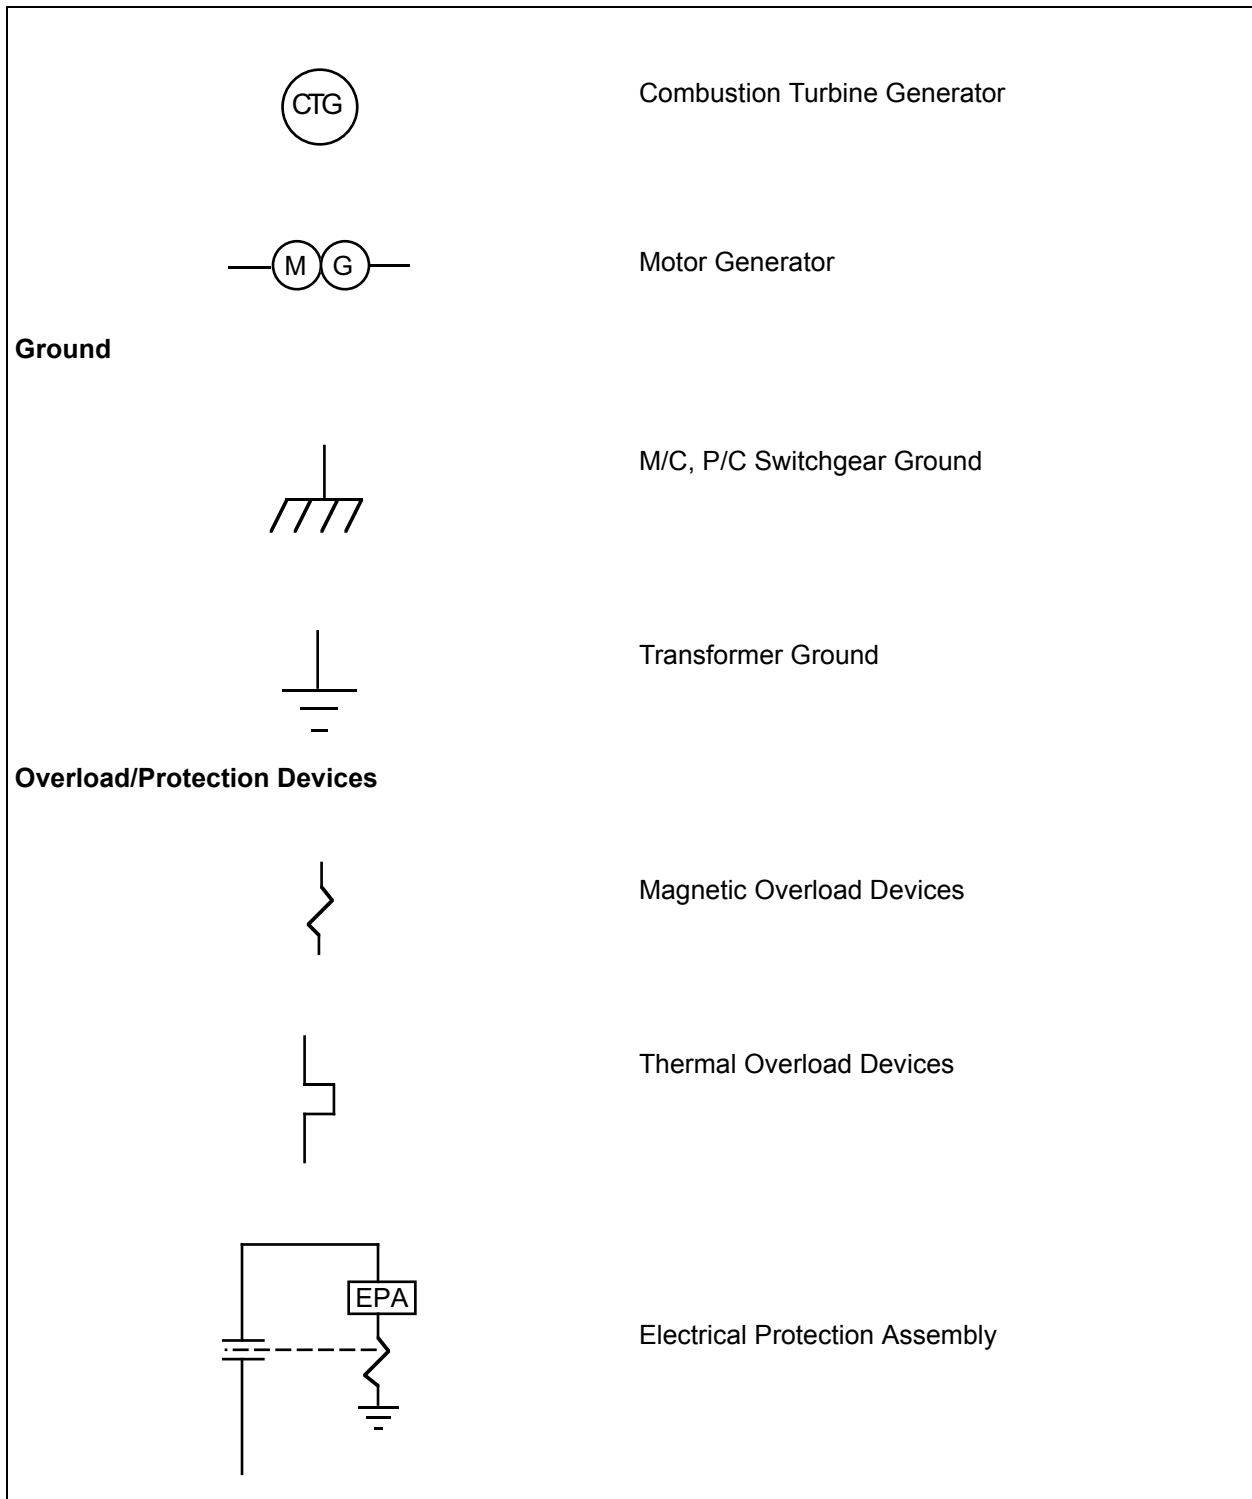 CTG
Combustion Turbine Generator
M G
Motor Generator
Ground
M/C, P/C Switchgear Ground
Transformer Ground
Overload/Protection Devices
Magnetic Overload Devices
Thermal Overload Devices
EPA
Electrical Protection Assembly